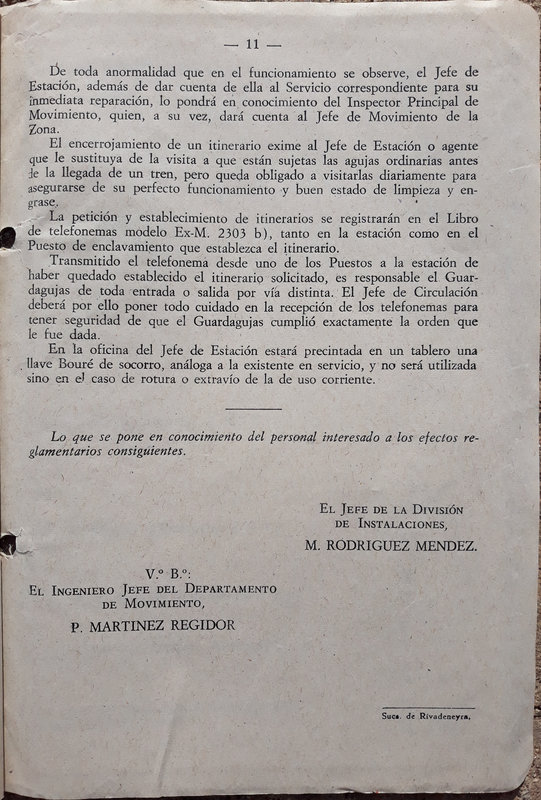 — 11 —
De toda anormalidad que en el funcionamiento se observe, el Jefe de
Estación, además de dar cuenta de ella al Servicio correspondiente para su
inmediata reparación, lo pondrá en conocimiento del Inspector Principal de
Movimiento, quien, a su vez, dará cuenta al Jefe de Movimiento de la
Zona.
El encerrojamiento de un itinerario exime al Jefe de Estación o agente
que le sustituya de la visita a que están sujetas las agujas ordinarias antes
de la llegada de un tren, pero queda obligado a visitarlas diariamente para
asegurarse de su perfecto funcionamiento y buen estado de limpieza y en-
grase.
La petición y establecimiento de itinerarios se registrarán en el Libro
de telefonemas modelo Ex-M. 2303 b), tanto en la estación como en el
Puesto de enclavamiento que establezca el itinerario.
Transmitido el telefonema desde uno de los Puestos a la estación de
haber quedado establecido el itinerario solicitado, es responsable el Guar-
dagujas de toda entrada o salida por vía distinta. El Jefe de Circulación
deberá por ello poner todo cuidado en la recepción de los telefonemas para
tener seguridad de que el Guardagujas cumplió exactamente la orden que
le fue dada.
En la oficina del Jefe de Estación estará precintada en un tablero una
llave Bouré de socorro, análoga a la existente en servicio, y no será utilizada
sino en el caso de rotura o extravío de la de uso corriente.
Lo que se pone en conocimiento del personal interesado a los efectos re-
glamentarios consiguientes.
El Jefe de la División
de Instalaciones,
M. RODRIGUEZ MENDEZ.
V.º B.º:
El Ingeniero Jefe del Departamento
de Movimiento,
P. MARTINEZ REGIDOR
Sucs. de Rivadeneyra.